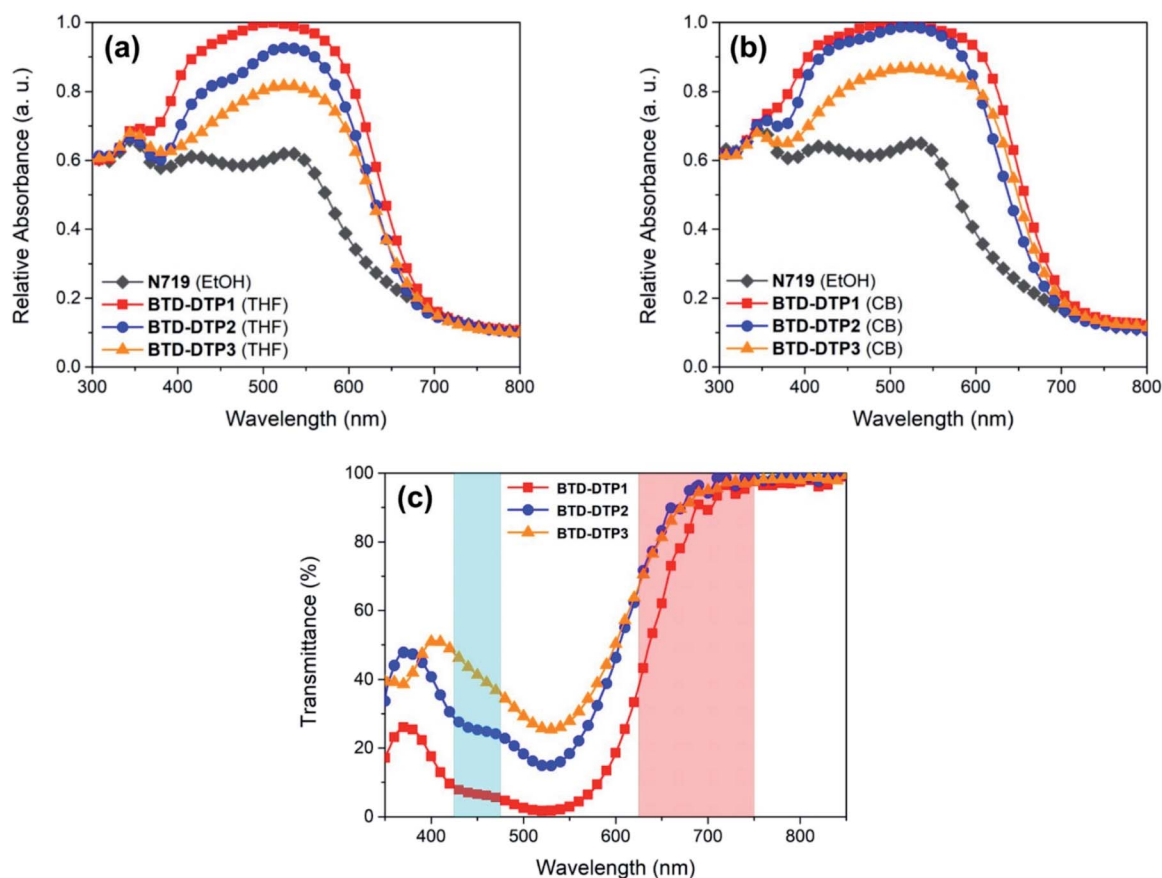 (a)
Relative Absorbance (a. u.)
1.0
0.8
0.6
0.4
0.2
0.0
N719 (EtOH)
BTD-DTP1 (THF)
BTD-DTP2 (THF)
BTD-DTP3 (THF)
300 400 500 600 700 800
Wavelength (nm)
(b)
Relative Absorbance (a. u.)
1.0
0.8
0.6
0.4
0.2
0.0
N719 (EtOH)
BTD-DTP1 (CB)
BTD-DTP2 (CB)
BTD-DTP3 (CB)
300 400 500 600 700 800
Wavelength (nm)
(c)
Transmittance (%)
100
80
60
40
20
0
BTD-DTP1
BTD-DTP2
BTD-DTP3
400 500 600 700 800
Wavelength (nm)